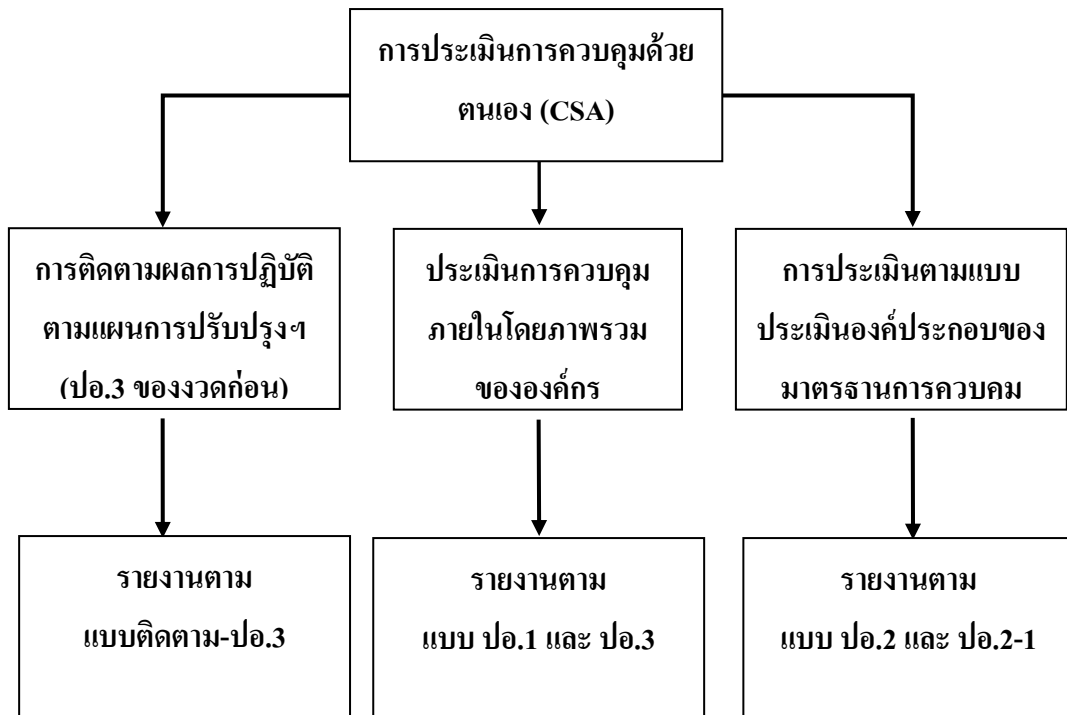 การประเมินการควบคุมด้วย
ตนเอง (CSA)
การติดตามผลการปฏิบัติ
ตามแผนการปรับปรุงฯ
(ปอ.3 ของงวดก่อน)
ประเมินการควบคุม
ภายในโดยภาพรวม
ขององค์กร
การประเมินตามแบบ
ประเมินองค์ประกอบของ
มาตรฐานการควบคม
รายงานตาม
แบบติดตาม-ปอ.3
รายงานตาม
แบบ ปอ.1 และ ปอ.3
รายงานตาม
แบบ ปอ.2 และ ปอ.2-1